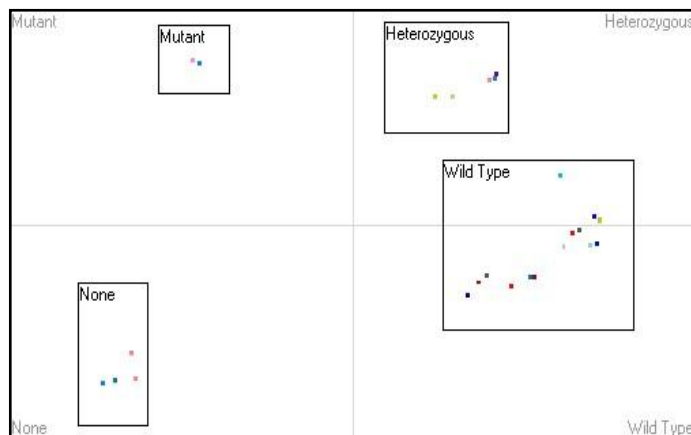 Mutant
Heterozygous
Mutant
Heterozygous
Wild Type
None
None
Wild Type